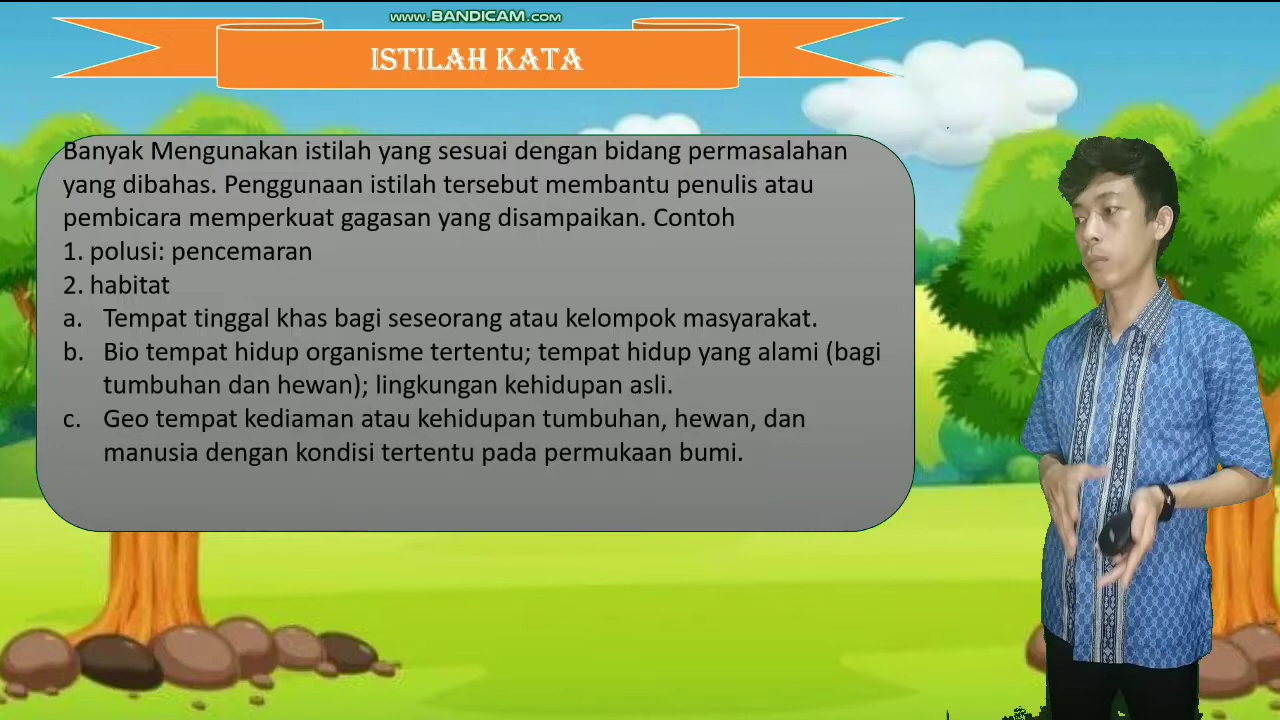 WWW.BANDICAM.COM
ISTILAH KATA
Banyak Mengunakan istilah yang sesuai dengan bidang permasalahan
yang dibahas. Penggunaan istilah tersebut membantu penulis atau
pembicara memperkuat gagasan yang disampaikan. Contoh
1. polusi: pencemaran
2. habitat
a. Tempat tinggal khas bagi seseorang atau kelompok masyarakat.
b. Bio tempat hidup organisme tertentu; tempat hidup yang alami (bagi
tumbuhan dan hewan); lingkungan kehidupan asli.
c. Geo tempat kediaman atau kehidupan tumbuhan, hewan, dan
manusia dengan kondisi tertentu pada permukaan bumi.